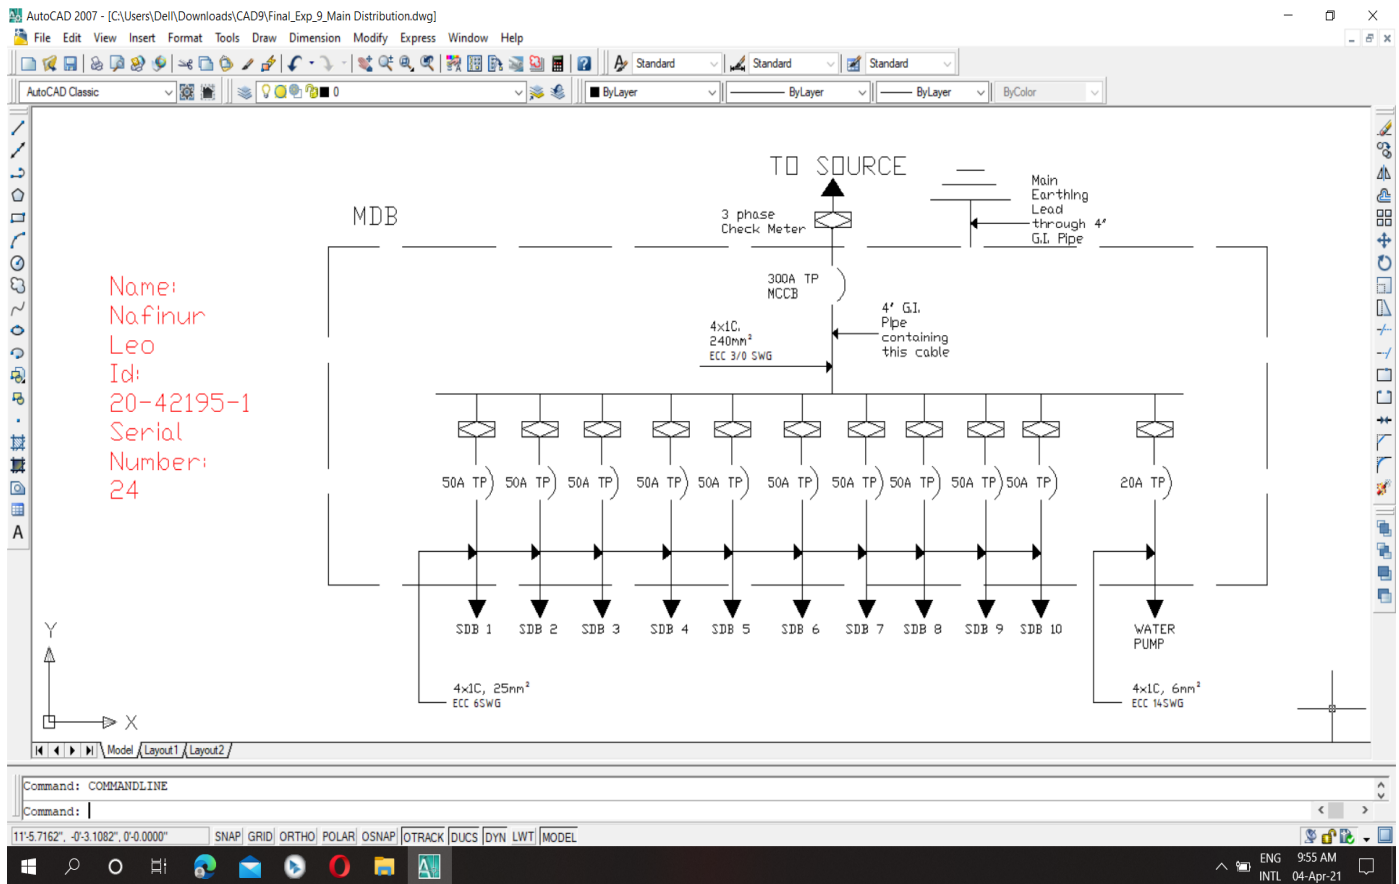 AutoCAD 2007 - [C:\Users\Dell\Downloads\CAD9\Final_Exp_9_Main Distribution.dwg]
File Edit View Insert Format Tools Draw Dimension Modify Express Window Help
Standard Standard Standard
AutoCAD Classic 0 ByLayer ByLayer ByLayer ByColor
TO SOURCE
MDB
3 phase
Check Meter
Main
Earthing
Lead
through 4'
G.I. Pipe
Name:
Nafinur
Leo
Id:
20-42195-1
Serial
Number:
24
300A TP
MCCB
4' G.I.
Pipe
containing
this cable
4x1C,
240mm²
ECC 3/0 SWG
50A TP 50A TP 50A TP 50A TP 50A TP 50A TP 50A TP 50A TP 50A TP 50A TP 20A TP
SDB 1 SDB 2 SDB 3 SDB 4 SDB 5 SDB 6 SDB 7 SDB 8 SDB 9 SDB 10 WATER
PUMP
4x1C, 25mm²
ECC 6SWG
4x1C, 6mm²
ECC 14SWG
Y
X
A
Model Layout1 Layout2
Command: COMMANDLINE
Command:
11'-5.7162", -0'-3.1082", 0'-0.0000" SNAP GRID ORTHO POLAR OSNAP OTRACK DUCS DYN LWT MODEL
ENG 9:55 AM
INTL 04-Apr-21